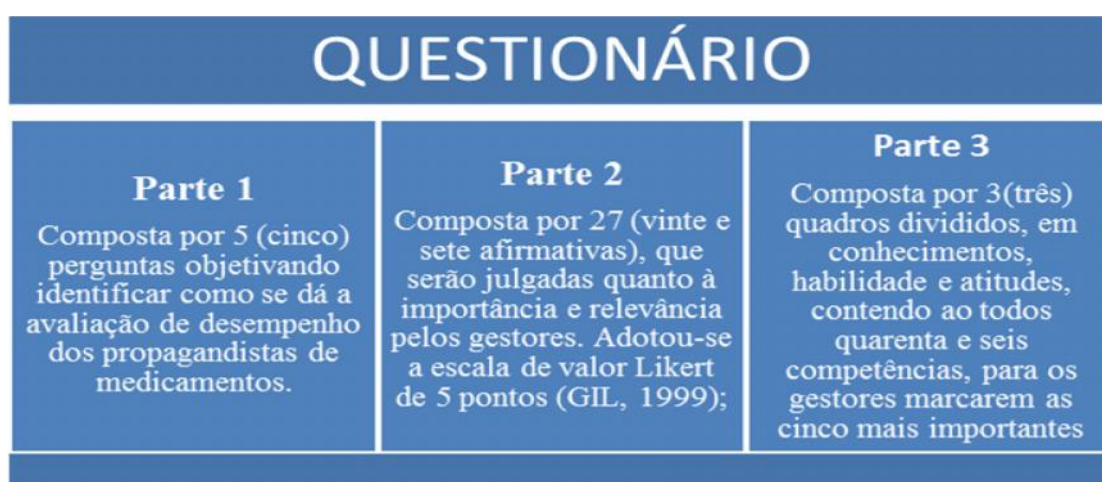 QUESTIONÁRIO
Parte 1
Composta por 5 (cinco)
perguntas objetivando
identificar como se dá a
avaliação de desempenho
dos propagandistas de
medicamentos.
Parte 2
Composta por 27 (vinte e
sete afirmativas), que
serão julgadas quanto à
importância e relevância
pelos gestores. Adotou-se
a escala de valor Likert
de 5 pontos (GIL, 1999);
Parte 3
Composta por 3(três)
quadros divididos, em
conhecimentos,
habilidade e atitudes,
contendo ao todos
quarenta e seis
competências, para os
gestores marcarem as
cinco mais importantes